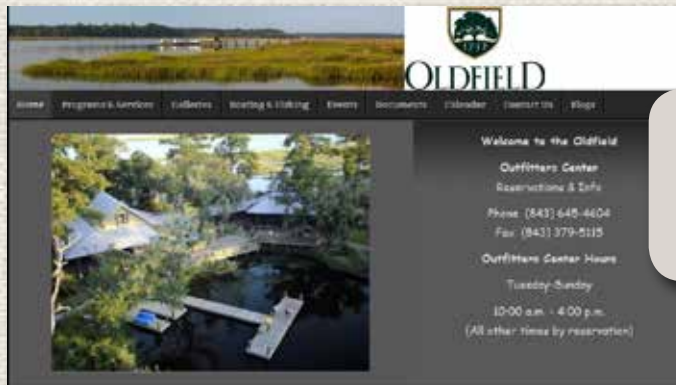 1732
OLDFIELD
Home Programs & Services Galleries Boating & Fishing Events Documents Calendar Contact Us Blogs
Welcome to the Oldfield
Outfitters Center
Reservations & Info
Phone: (843) 645-4604
Fax: (843) 379-5115
Outfitters Center Hours
Tuesday-Sunday
10:00 a.m. - 4:00 p.m.
(All other times by reservation)